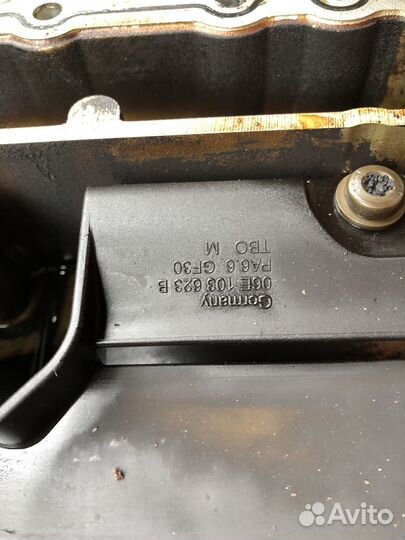 Germany
06E 103 623 B
PA6.6 GF30
TBO M
Avito